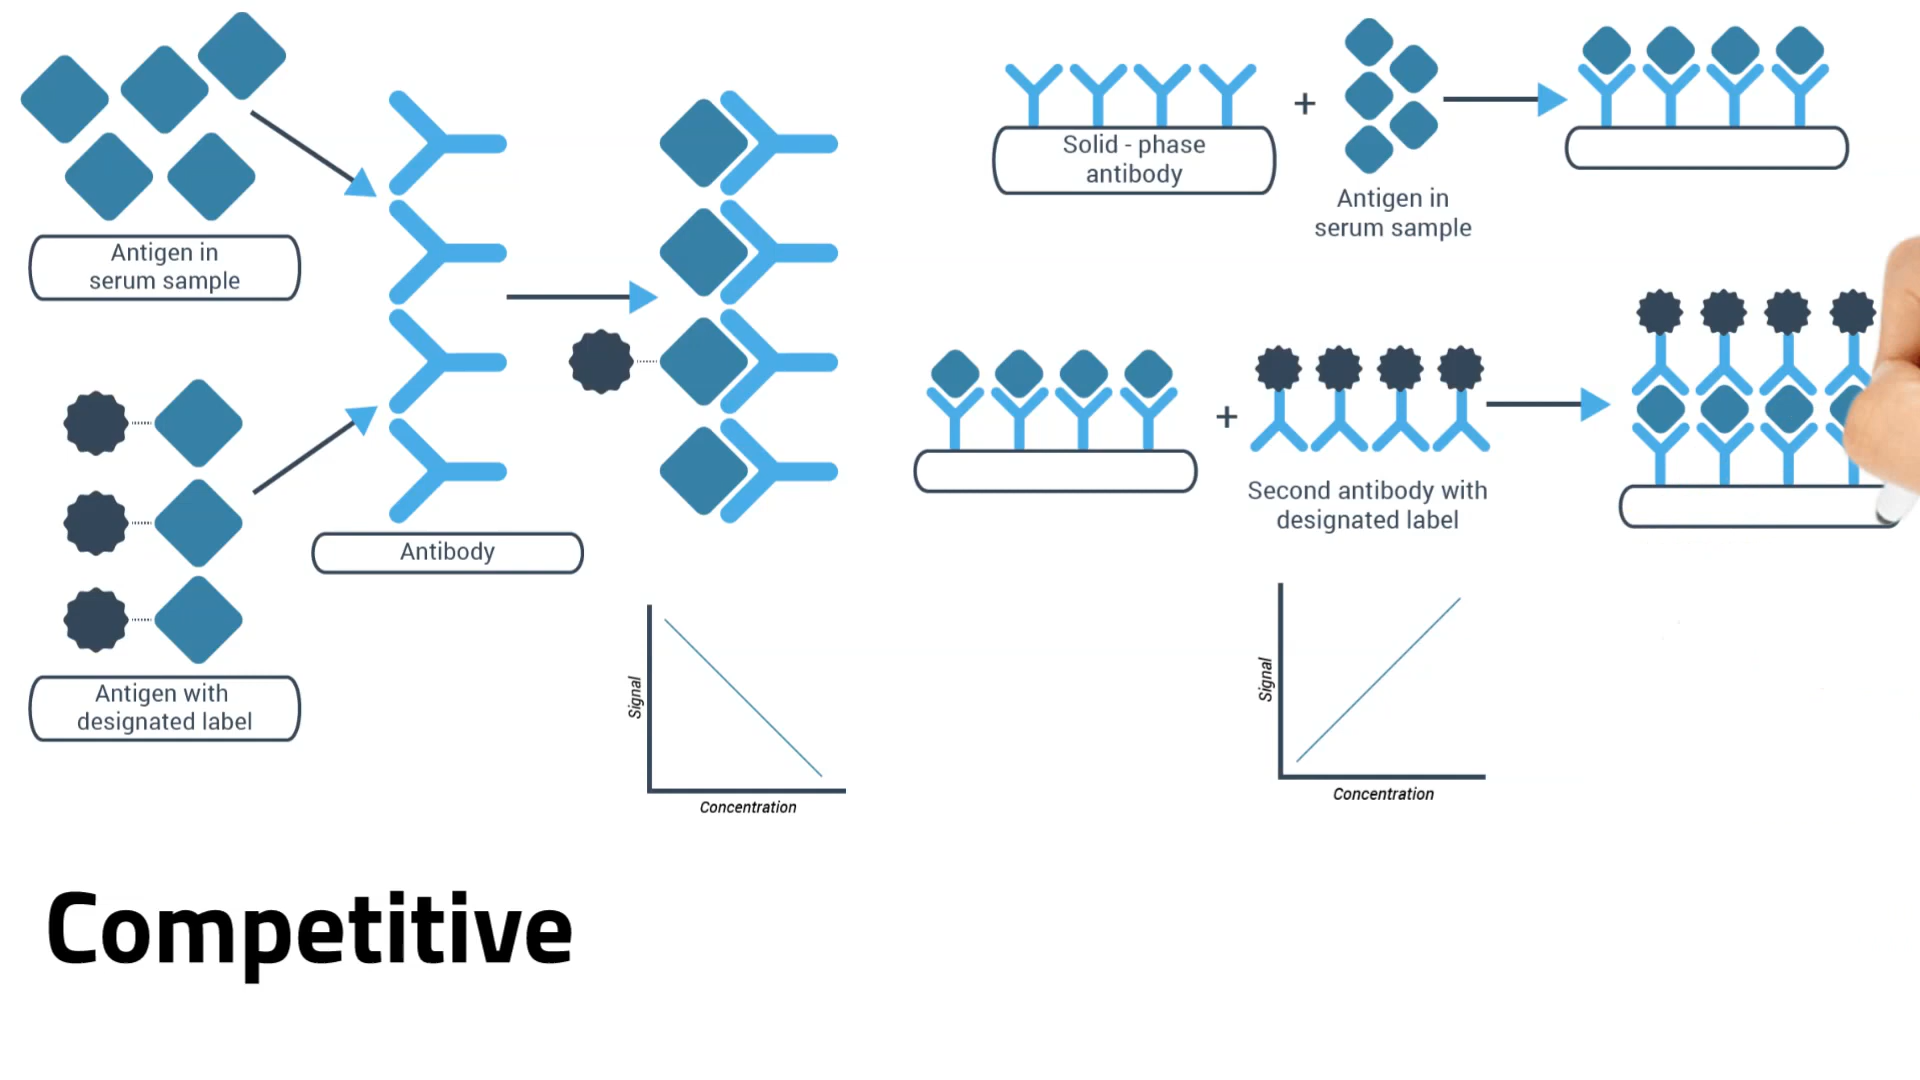 Antigen in
serum sample
Antigen with
designated label
Antibody
Signal
Concentration
Competitive
Solid - phase
antibody
+
Antigen in
serum sample
+
Second antibody with
designated label
Signal
Concentration